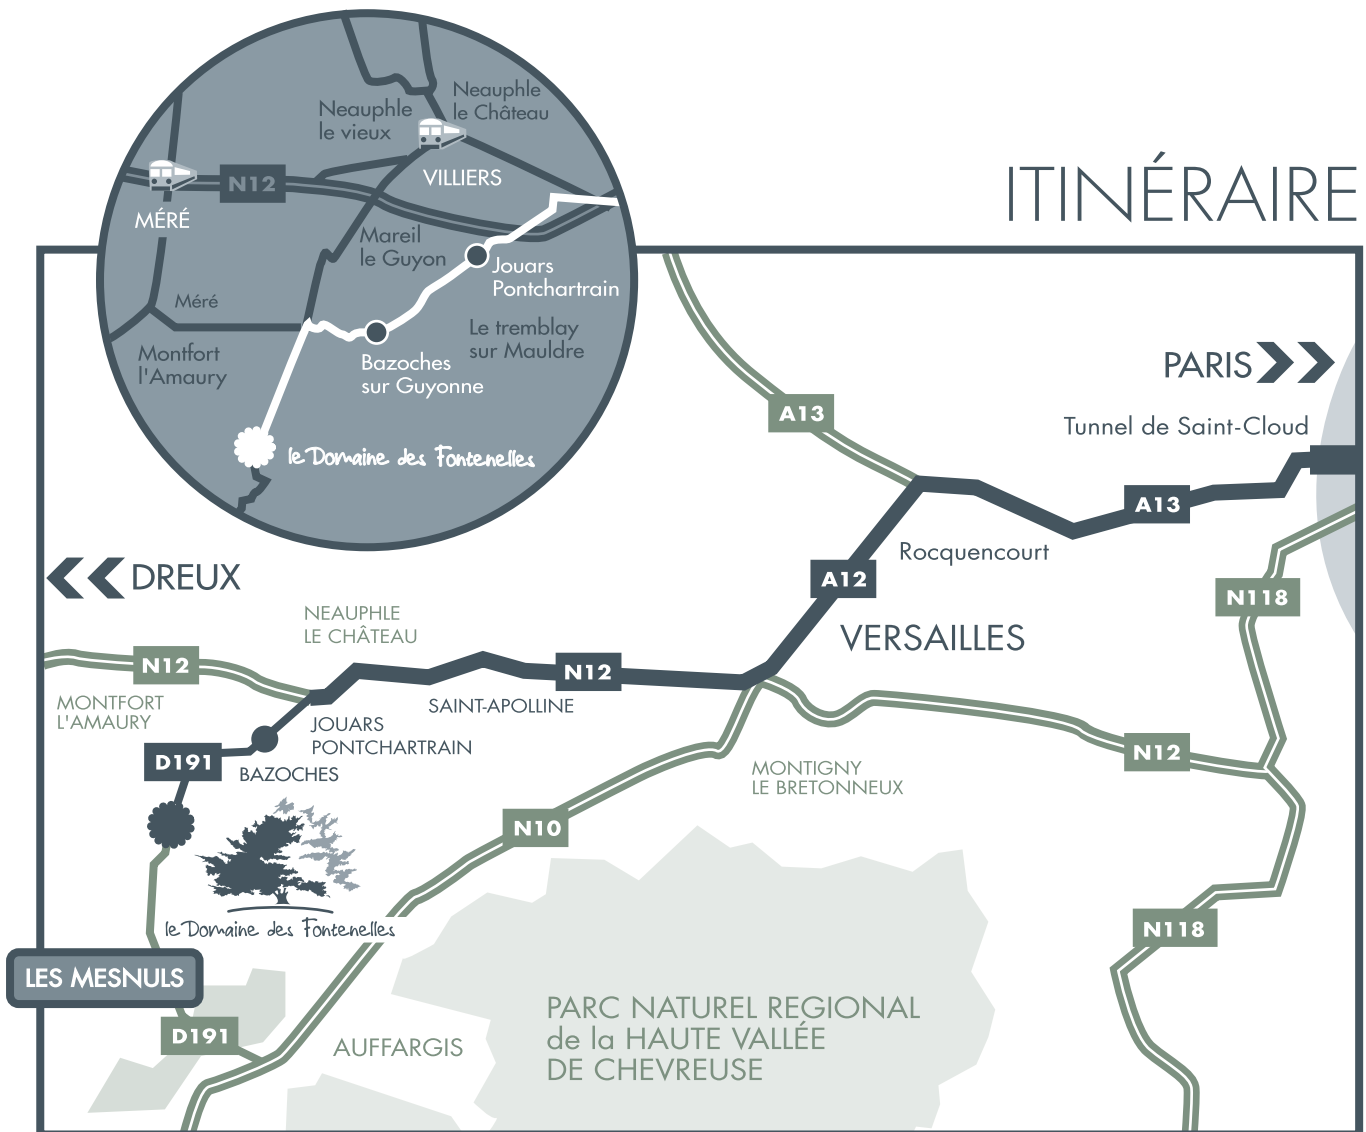 ITINÉRAIRE
Neauphle
le Château
Neauphle
le vieux
N12
VILLIERS
MÉRÉ
Mareil
le Guyon
Jouars
Pontchartrain
Méré
Le tremblay
sur Mauldre
Montfort
l'Amaury
Bazoches
sur Guyonne
le Domaine des Fontenelles
PARIS
A13
Tunnel de Saint-Cloud
A13
Rocquencourt
A12
DREUX
N118
NEAUPHLE
LE CHÂTEAU
VERSAILLES
N12
N12
MONTFORT
L'AMAURY
SAINT-APOLLINE
JOUARS
PONTCHARTRAIN
D191
BAZOCHES
N12
MONTIGNY
LE BRETONNEUX
N10
le Domaine des Fontenelles
N118
LES MESNULS
D191
AUFFARGIS
PARC NATUREL REGIONAL
de la HAUTE VALLÉE
DE CHEVREUSE